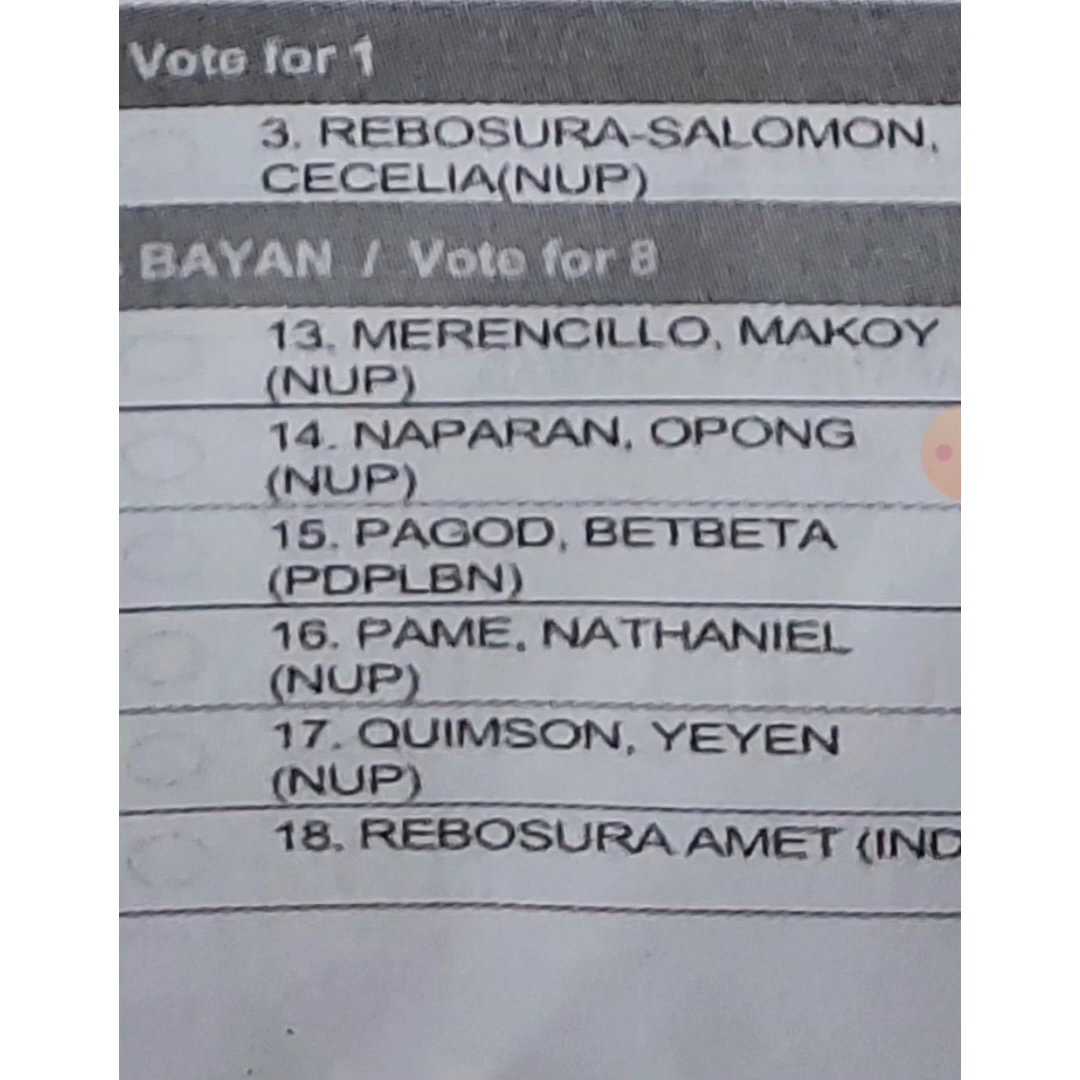 Vote for 1
3. REBOSURA-SALOMON,
CECELIA(NUP)
BAYAN / Vote for 8
13. MERENCILLO, MAKOY
(NUP)
14. NAPARAN, OPONG
(NUP)
15. PAGOD, BETBETA
(PDPLBN)
16. PAME, NATHANIEL
(NUP)
17. QUIMSON, YEYEN
(NUP)
18. REBOSURA AMET (IND